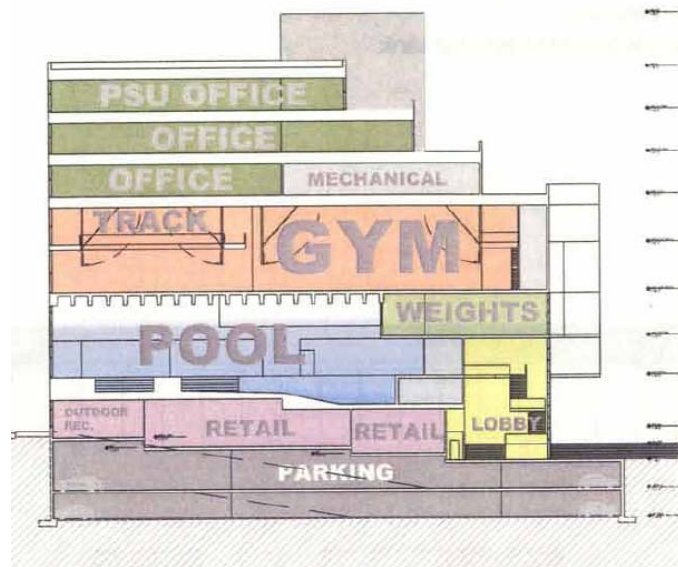 PSU OFFICE
OFFICE
OFFICE
MECHANICAL
TRACK
GYM
WEIGHTS
POOL
OUTDOOR
REC.
RETAIL
RETAIL
LOBBY
PARKING